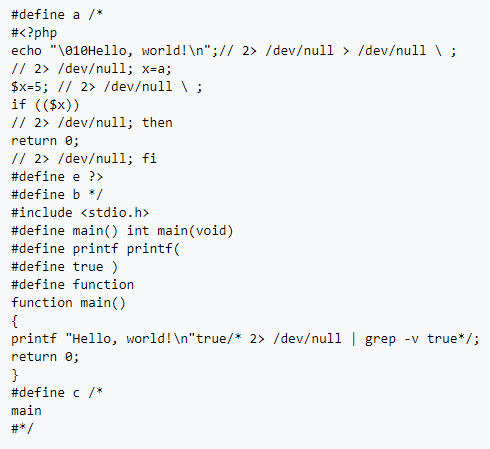 #define a /*
#<?php
echo "\010Hello, world!\n";// 2> /dev/null > /dev/null \ ;
// 2> /dev/null; x=a;
$x=5; // 2> /dev/null \ ;
if (($x))
// 2> /dev/null; then
return 0;
// 2> /dev/null; fi
#define e ?>
#define b */
#include <stdio.h>
#define main() int main(void)
#define printf printf(
#define true )
#define function
function main()
{
printf "Hello, world!\n"true/* 2> /dev/null | grep -v true*/;
return 0;
}
#define c /*
main
#*/